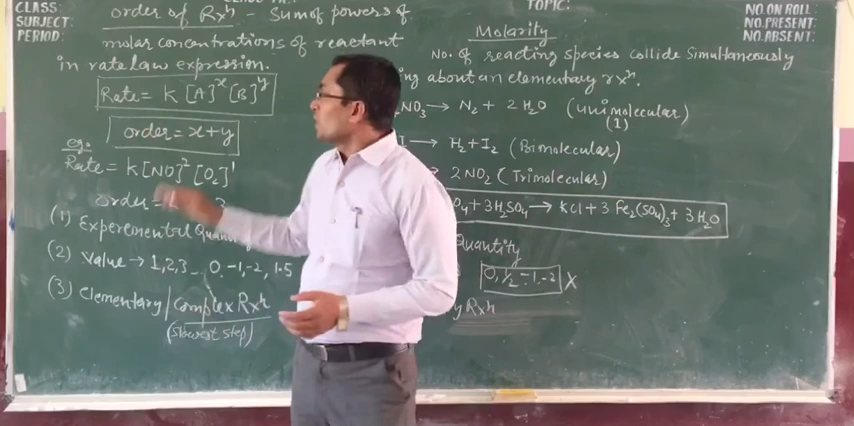 CLASS:
SUBJECT:
PERIOD:
TOPIC:
NO.ON ROLL:
NO.PRESENT:
NO.ABSENT:
order of Rxⁿ - Sum of powers of
molar concentrations of reactant
in rate law expression.
Rate = K [A]ˣ [B]ʸ
order = x + y
eg:
Rate = K [NO]² [O₂]¹
order =
(1) Experemental
(2) Value → 1,2,3 0,-1,-2, 1.5
(3) Elementary/Complex Rxⁿ
(slowest step)
Molarity
No. of reacting species collide Simultaneously
about an elementary rxⁿ.
NO₃ → N₂ + 2H₂O (unimolecular)
(1)
→ H₂ + I₂ (Bimolecular)
2NO₂ (Trimolecular)
O₄ + 3H₂SO₄ → KCl + 3Fe₂(SO₄)₃ + 3H₂O
Quantity
0, ½ -1, -2 X
y Rxⁿ